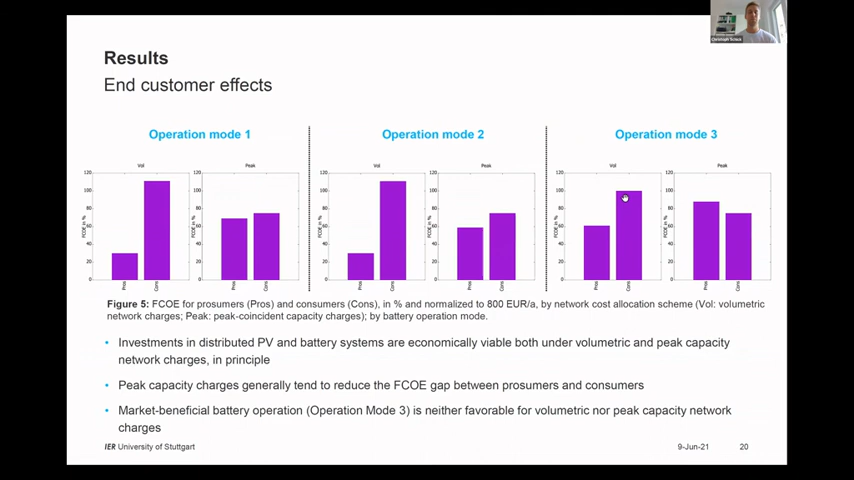 Christoph Schick
Results
End customer effects
Operation mode 1
Operation mode 2
Operation mode 3
Vol
Peak
Vol
Peak
Vol
Peak
FCOE in %
120
100
80
60
40
20
0
Pros
Cons
FCOE in %
120
100
80
60
40
20
0
Pros
Cons
FCOE in %
120
100
80
60
40
20
0
Pros
Cons
FCOE in %
120
100
80
60
40
20
0
Pros
Cons
FCOE in %
120
100
80
60
40
20
0
Pros
Cons
FCOE in %
120
100
80
60
40
20
0
Pros
Cons
Figure 5: FCOE for prosumers (Pros) and consumers (Cons), in % and normalized to 800 EUR/a, by network cost allocation scheme (Vol: volumetric
network charges; Peak: peak-coincident capacity charges); by battery operation mode.
• Investments in distributed PV and battery systems are economically viable both under volumetric and peak capacity
network charges, in principle
• Peak capacity charges generally tend to reduce the FCOE gap between prosumers and consumers
• Market-beneficial battery operation (Operation Mode 3) is neither favorable for volumetric nor peak capacity network
charges
IER University of Stuttgart
9-Jun-21
20